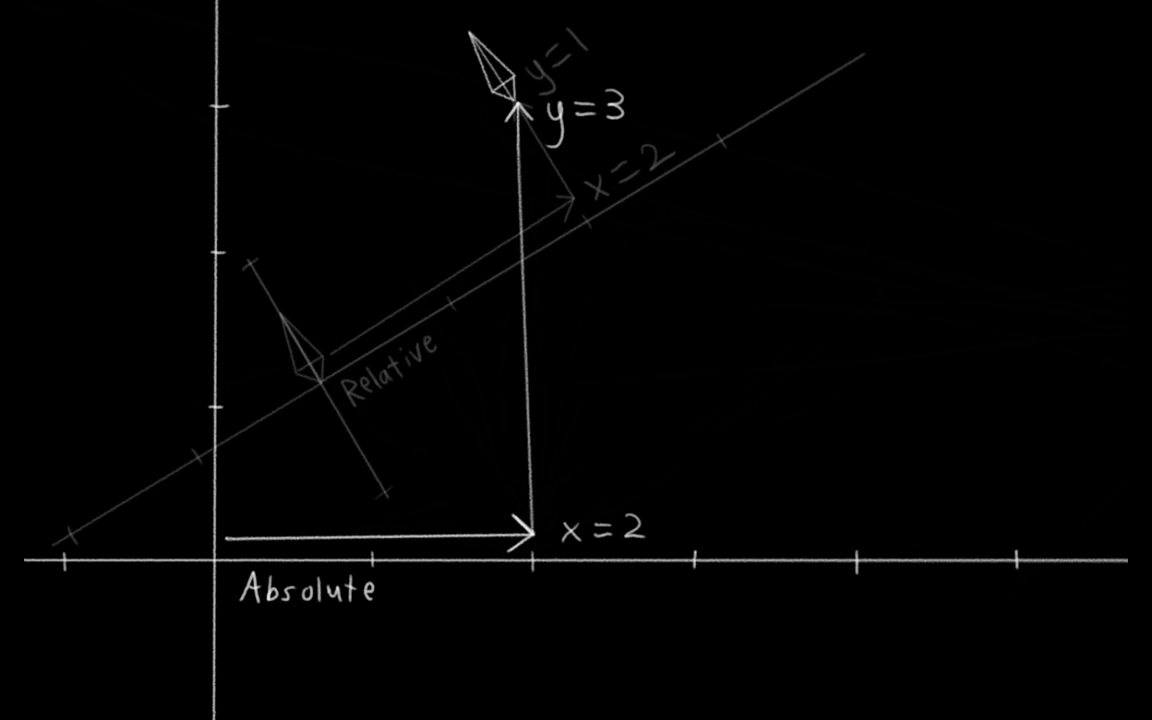 y=1
y=3
x=2
Relative
x=2
Absolute